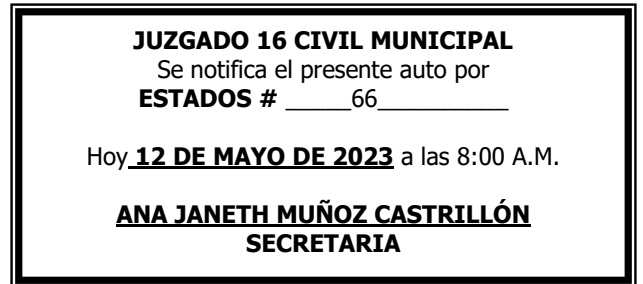 JUZGADO 16 CIVIL MUNICIPAL
Se notifica el presente auto por
ESTADOS # _____66__________
Hoy 12 DE MAYO DE 2023 a las 8:00 A.M.
ANA JANETH MUÑOZ CASTRILLÓN
SECRETARIA